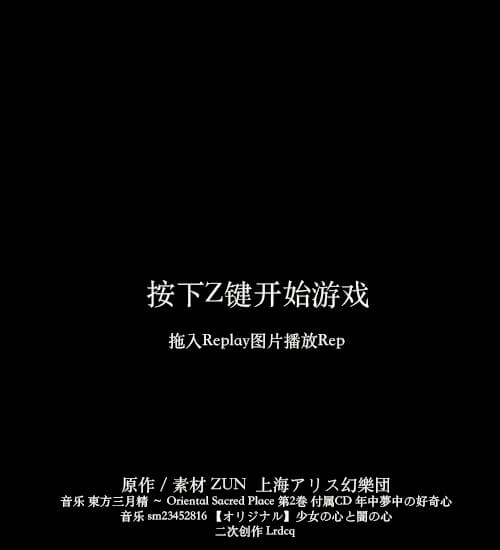 按下Z键开始游戏
拖入Replay图片播放Rep
原作 / 素材 ZUN 上海アリス幻樂団
音乐 東方三月精 ~ Oriental Sacred Place 第2巻 付属CD 年中夢中の好奇心
音乐 sm23452816 【オリジナル】少女の心と闇の心
二次创作 Lrdcq